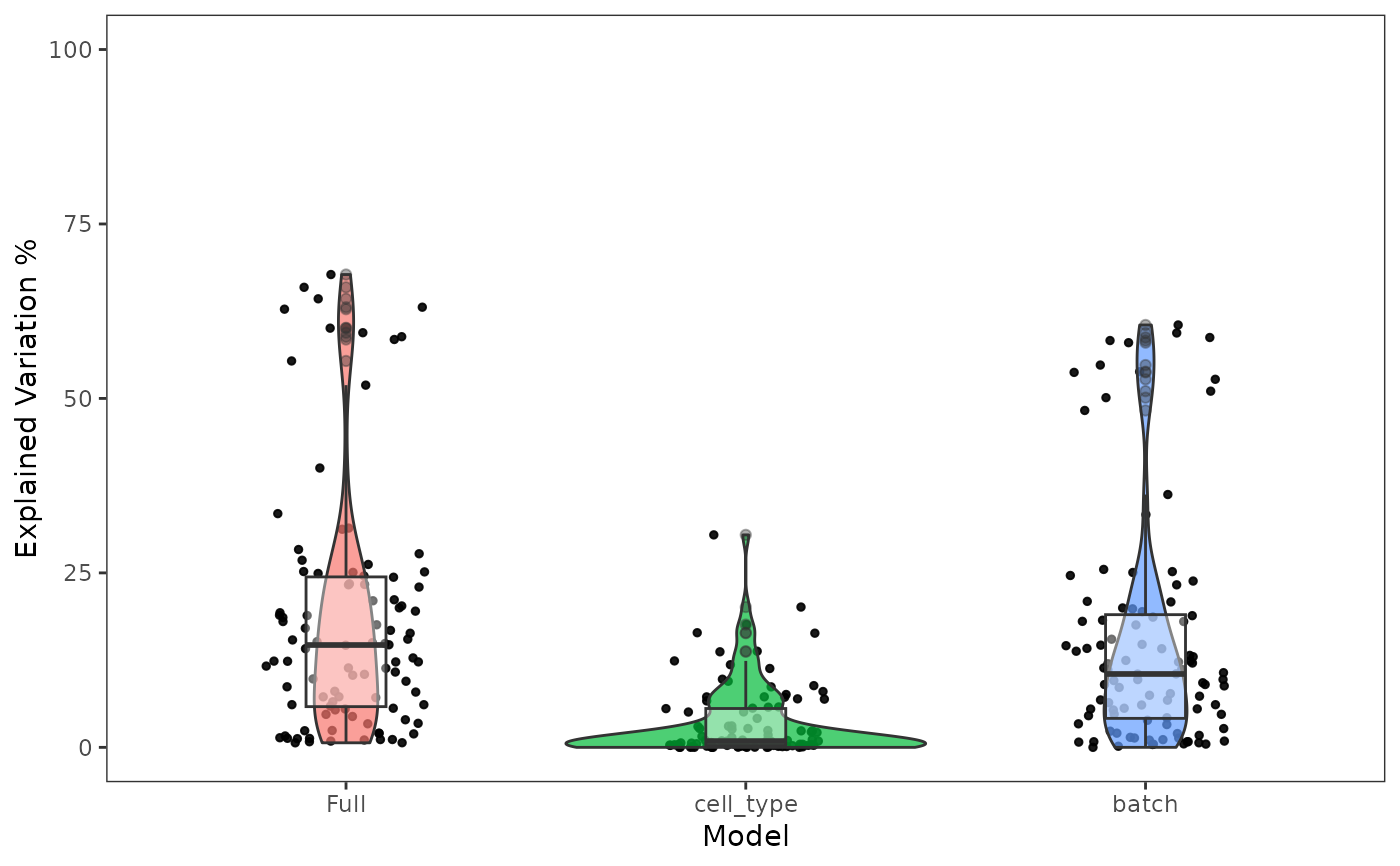 Explained Variation %
100
75
50
25
0
Full
cell_type
batch
Model